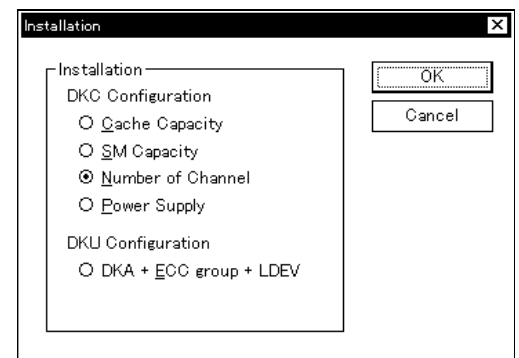 Installation
Installation
DKC Configuration
Cache Capacity
SM Capacity
Number of Channel
Power Supply
DKU Configuration
DKA + ECC group + LDEV
OK
Cancel